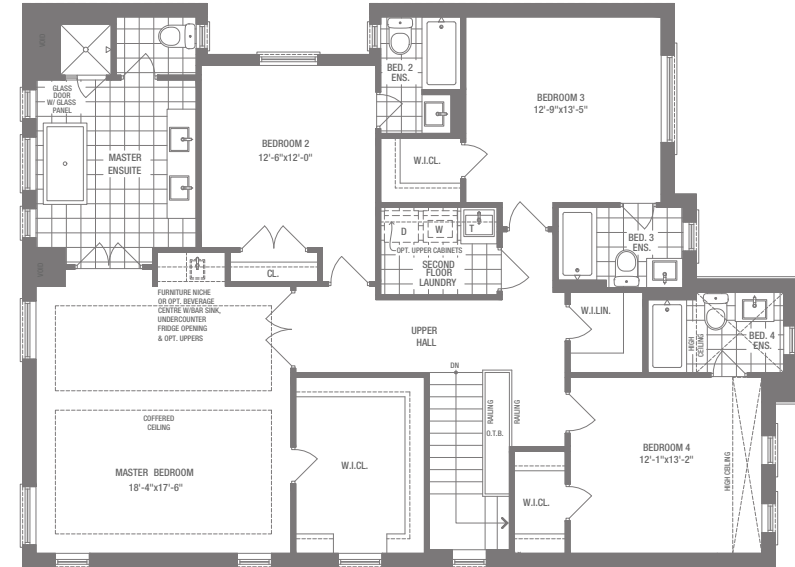 VOID
GLASS
DOOR
W/ GLASS
PANEL
MASTER
ENSUITE
VOID
BEDROOM 2
12'-6"x12'-0"
CL.
BED. 2
ENS.
W.I.CL.
BEDROOM 3
12'-9"x13'-5"
D
W
T
OPT. UPPER CABINETS
SECOND
FLOOR
LAUNDRY
BED. 3
ENS.
FURNITURE NICHE
OR OPT. BEVERAGE
CENTRE W/BAR SINK,
UNDERCOUNTER
FRIDGE OPENING
& OPT. UPPERS
UPPER
HALL
W.I.LIN.
HIGH
CEILING
BED. 4
ENS.
DN
RAILING
O.T.B.
RAILING
COFFERED
CEILING
MASTER BEDROOM
18'-4"x17'-6"
W.I.CL.
W.I.CL.
BEDROOM 4
12'-1"x13'-2"
HIGH CEILING